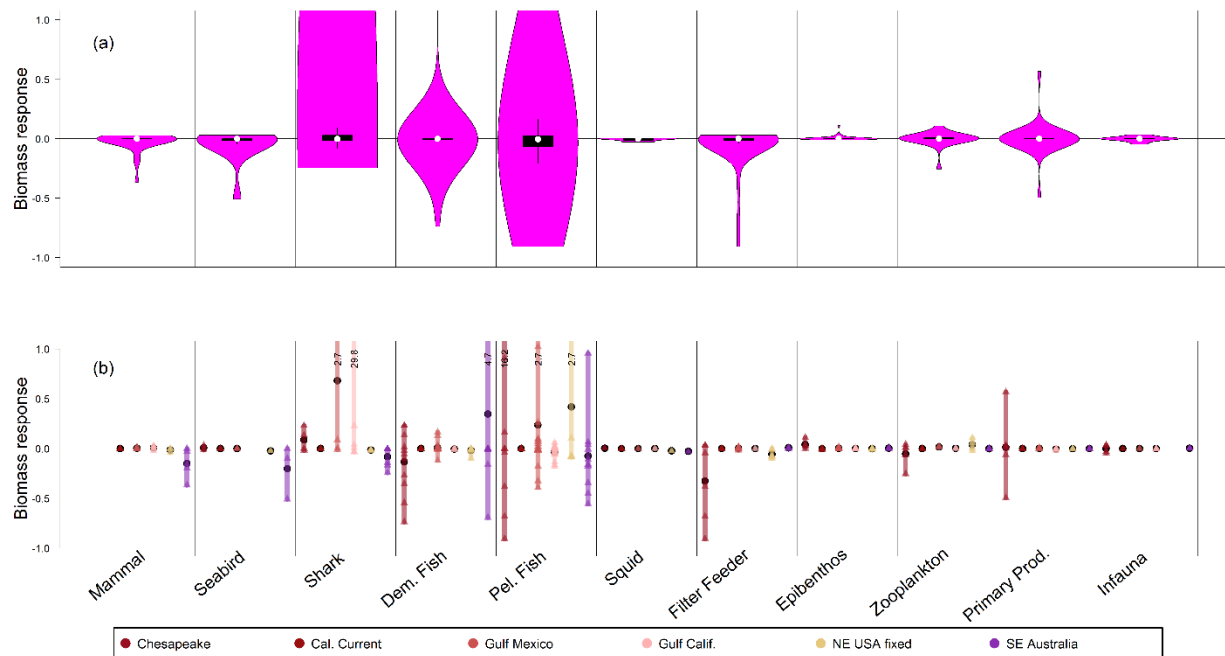 (a)
Biomass response
1.0
0.5
0.0
-0.5
-1.0
(b)
Biomass response
1.0
0.5
0.0
-0.5
-1.0
2.7
29.8
4.7
16.2
2.7
2.7
Mammal
Seabird
Shark
Dem. Fish
Pel. Fish
Squid
Filter Feeder
Epibenthos
Zooplankton
Primary Prod.
Infauna
Chesapeake Cal. Current Gulf Mexico Gulf Calif. NE USA fixed SE Australia